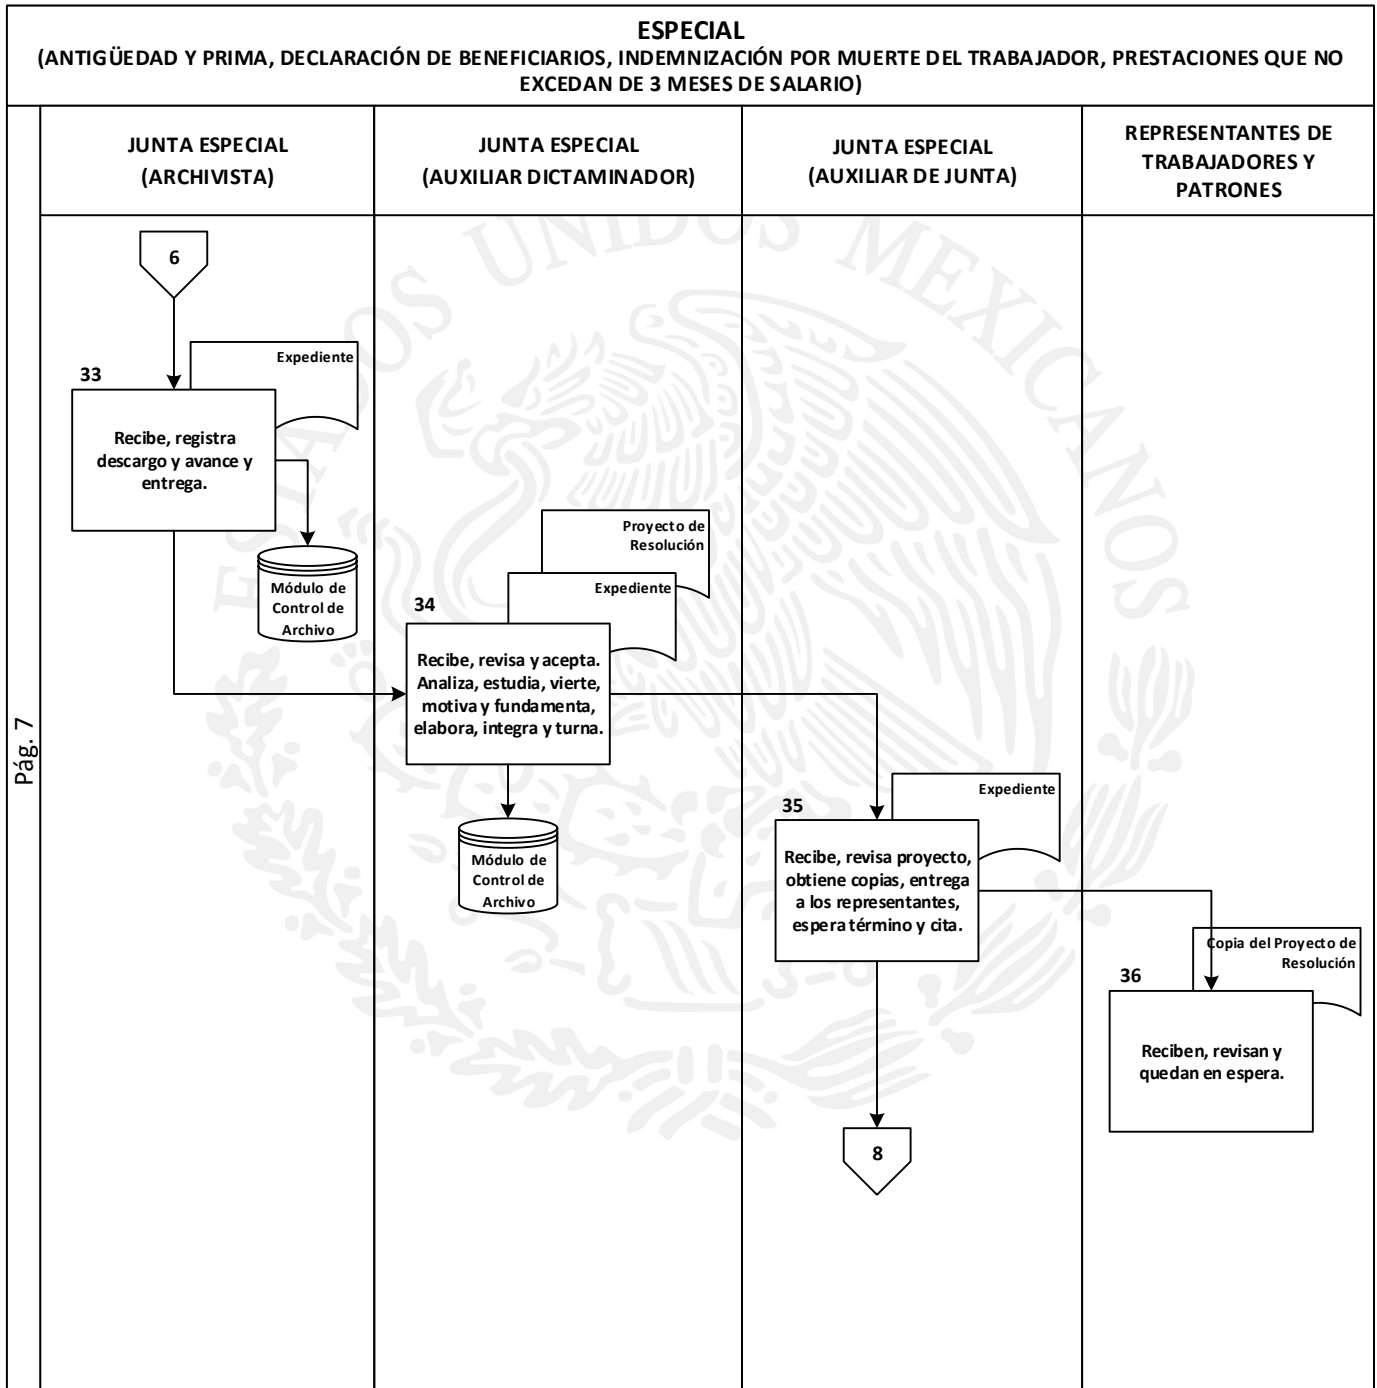 ESPECIAL
(ANTIGÜEDAD Y PRIMA, DECLARACIÓN DE BENEFICIARIOS, INDEMNIZACIÓN POR MUERTE DEL TRABAJADOR, PRESTACIONES QUE NO
EXCEDAN DE 3 MESES DE SALARIO)
JUNTA ESPECIAL
(ARCHIVISTA)
JUNTA ESPECIAL
(AUXILIAR DICTAMINADOR)
JUNTA ESPECIAL
(AUXILIAR DE JUNTA)
REPRESENTANTES DE
TRABAJADORES Y
PATRONES
Pág. 7
ESTADOS UNIDOS MEXICANOS
6
33
Expediente
Recibe, registra
descargo y avance y
entrega.
Módulo de
Control de
Archivo
34
Proyecto de
Resolución
Expediente
Recibe, revisa y acepta.
Analiza, estudia, vierte,
motiva y fundamenta,
elabora, integra y turna.
Módulo de
Control de
Archivo
35
Expediente
Recibe, revisa proyecto,
obtiene copias, entrega
a los representantes,
espera término y cita.
8
36
Copia del Proyecto de
Resolución
Reciben, revisan y
quedan en espera.